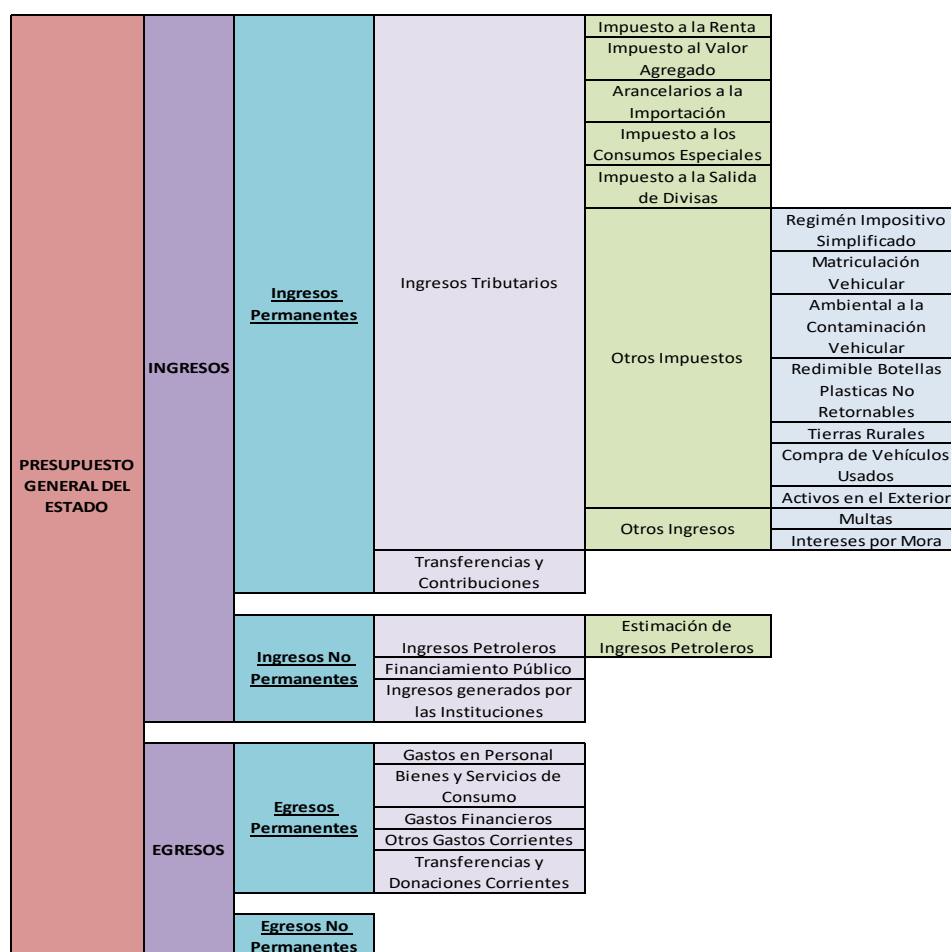 PRESUPUESTO
GENERAL DEL
ESTADO
INGRESOS
Ingresos
Permanentes
Ingresos Tributarios
Impuesto a la Renta
Impuesto al Valor
Agregado
Arancelarios a la
Importación
Impuesto a los
Consumos Especiales
Impuesto a la Salida
de Divisas
Otros Impuestos
Regimén Impositivo
Simplificado
Matriculación
Vehicular
Ambiental a la
Contaminación
Vehicular
Redimible Botellas
Plasticas No
Retornables
Tierras Rurales
Compra de Vehículos
Usados
Activos en el Exterior
Otros Ingresos
Multas
Intereses por Mora
Transferencias y
Contribuciones
Ingresos No
Permanentes
Ingresos Petroleros
Estimación de
Ingresos Petroleros
Financiamiento Público
Ingresos generados por
las Instituciones
EGRESOS
Egresos
Permanentes
Gastos en Personal
Bienes y Servicios de
Consumo
Gastos Financieros
Otros Gastos Corrientes
Transferencias y
Donaciones Corrientes
Egresos No
Permanentes